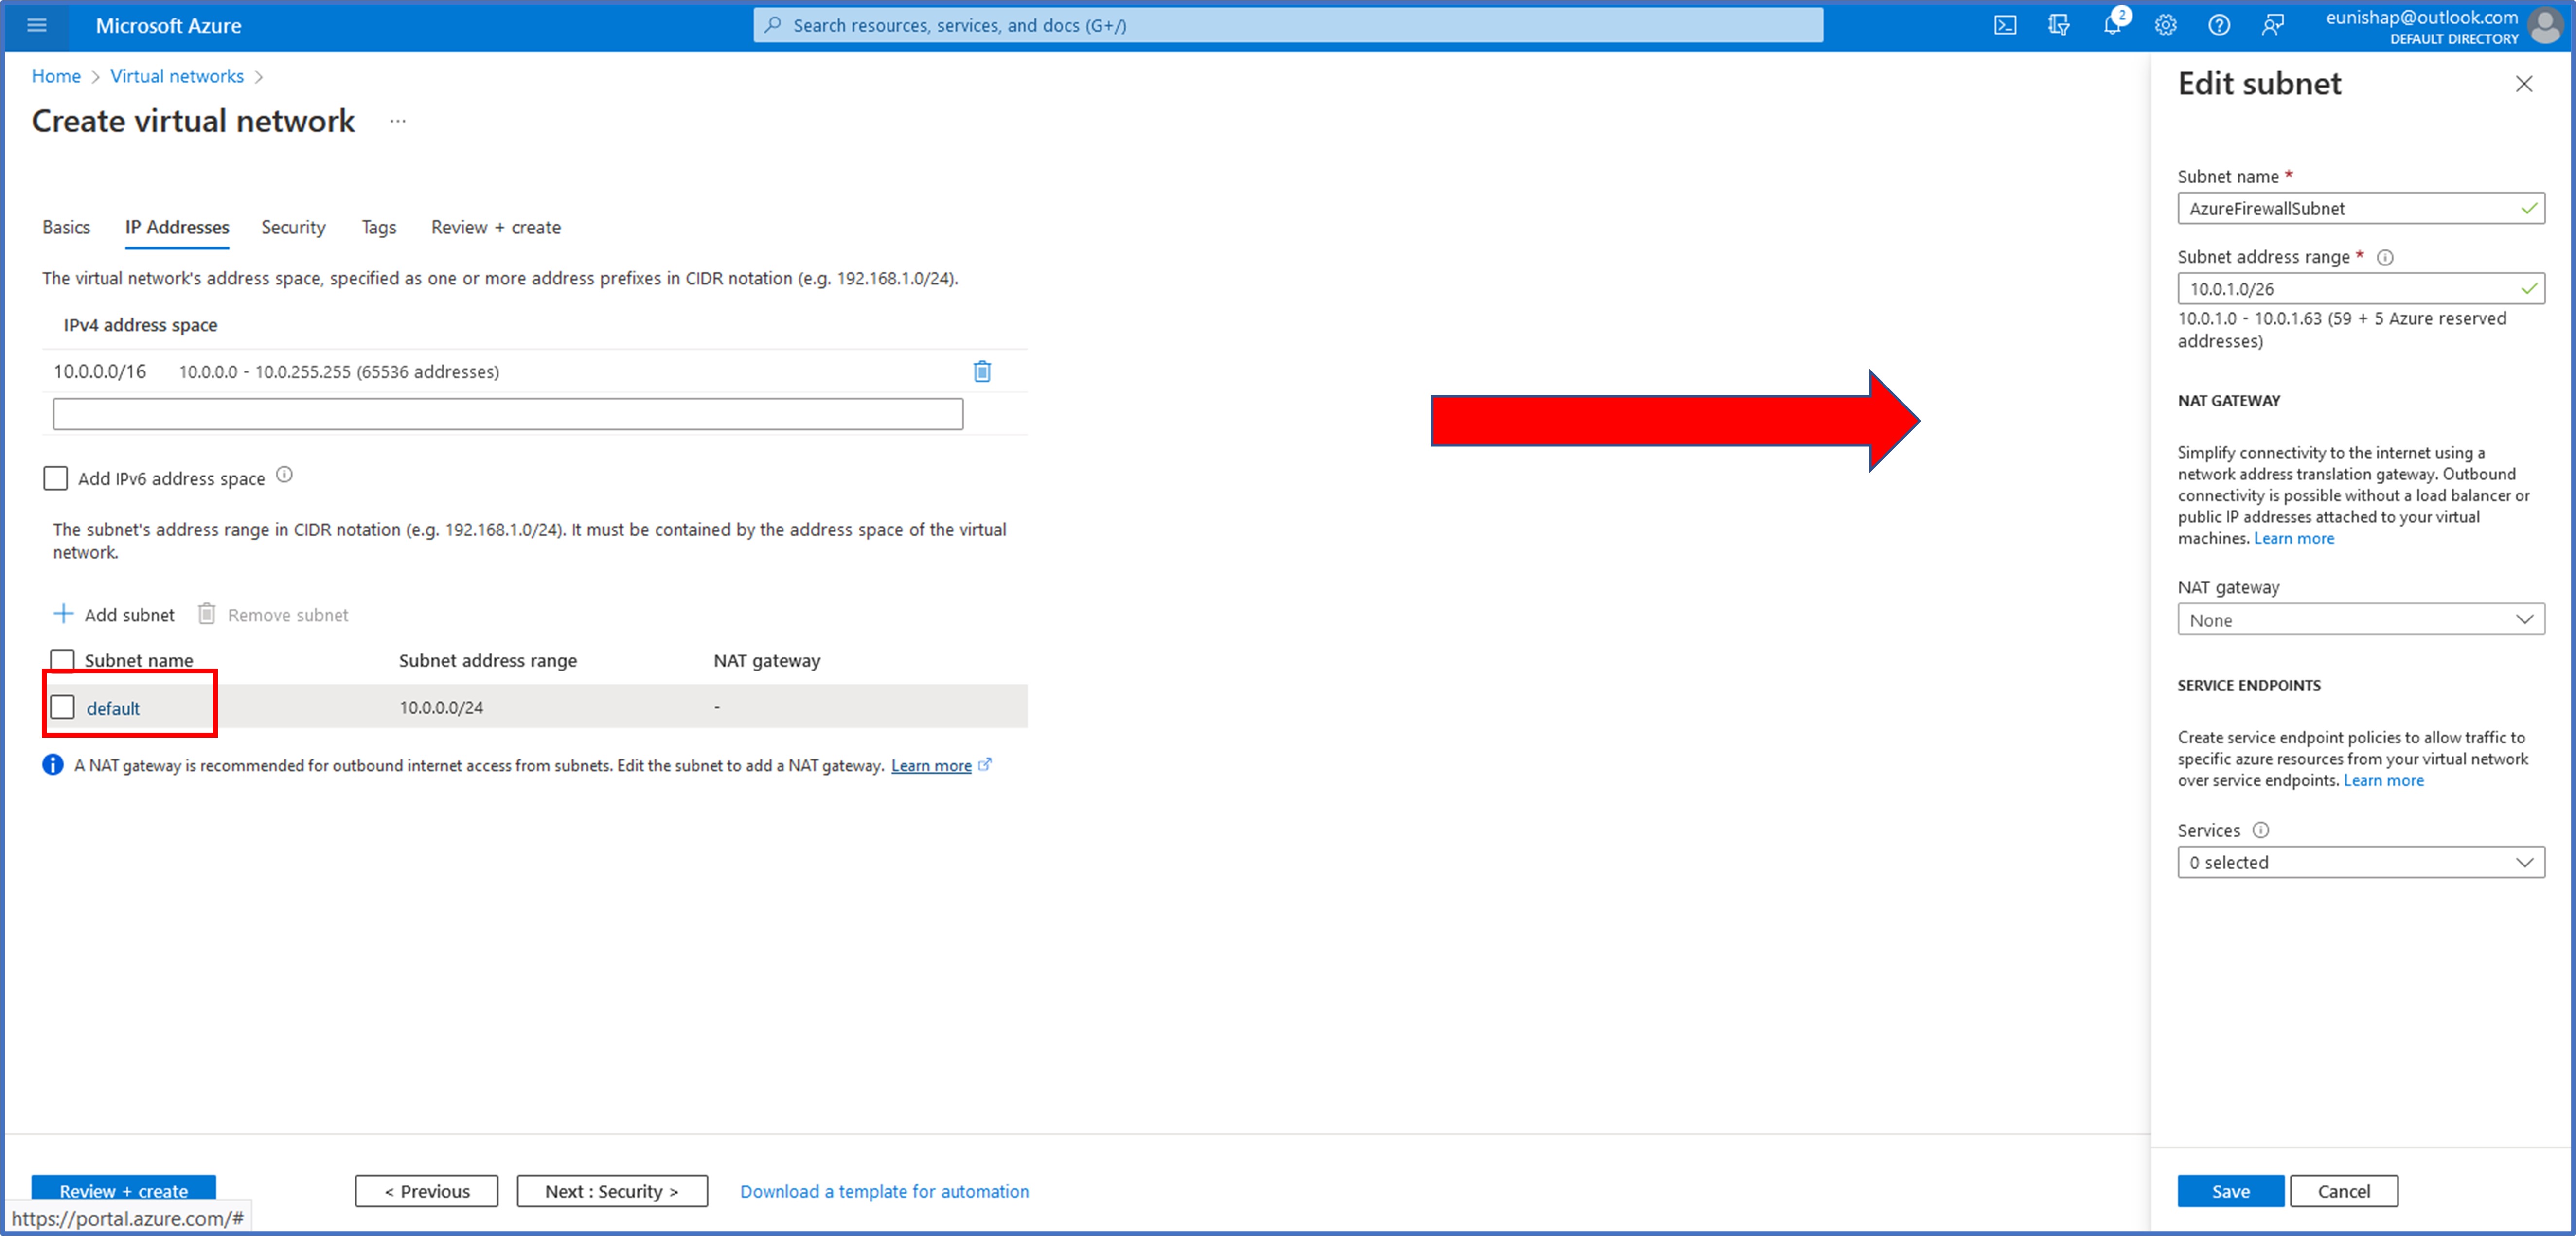 Microsoft Azure
Search resources, services, and docs (G+/)
2
eunishap@outlook.com
DEFAULT DIRECTORY
Home > Virtual networks >
Create virtual network ...
Basics IP Addresses Security Tags Review + create
The virtual network's address space, specified as one or more address prefixes in CIDR notation (e.g. 192.168.1.0/24).
IPv4 address space
10.0.0.0/16 10.0.0.0 - 10.0.255.255 (65536 addresses)
Add IPv6 address space
The subnet's address range in CIDR notation (e.g. 192.168.1.0/24). It must be contained by the address space of the virtual
network.
+ Add subnet Remove subnet
Subnet name Subnet address range NAT gateway
default 10.0.0.0/24 -
A NAT gateway is recommended for outbound internet access from subnets. Edit the subnet to add a NAT gateway. Learn more
Review + create < Previous Next : Security > Download a template for automation
https://portal.azure.com/#
Edit subnet
Subnet name *
AzureFirewallSubnet
Subnet address range *
10.0.1.0/26
10.0.1.0 - 10.0.1.63 (59 + 5 Azure reserved
addresses)
NAT GATEWAY
Simplify connectivity to the internet using a
network address translation gateway. Outbound
connectivity is possible without a load balancer or
public IP addresses attached to your virtual
machines. Learn more
NAT gateway
None
SERVICE ENDPOINTS
Create service endpoint policies to allow traffic to
specific azure resources from your virtual network
over service endpoints. Learn more
Services
0 selected
Save Cancel